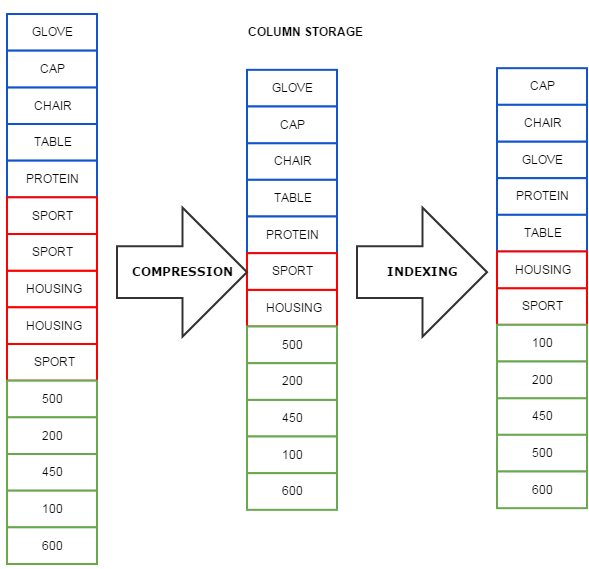 COLUMN STORAGE
GLOVE
CAP
CHAIR
TABLE
PROTEIN
SPORT
SPORT
HOUSING
HOUSING
SPORT
500
200
450
100
600
COMPRESSION
GLOVE
CAP
CHAIR
TABLE
PROTEIN
SPORT
HOUSING
500
200
450
100
600
INDEXING
CAP
CHAIR
GLOVE
PROTEIN
TABLE
HOUSING
SPORT
100
200
450
500
600